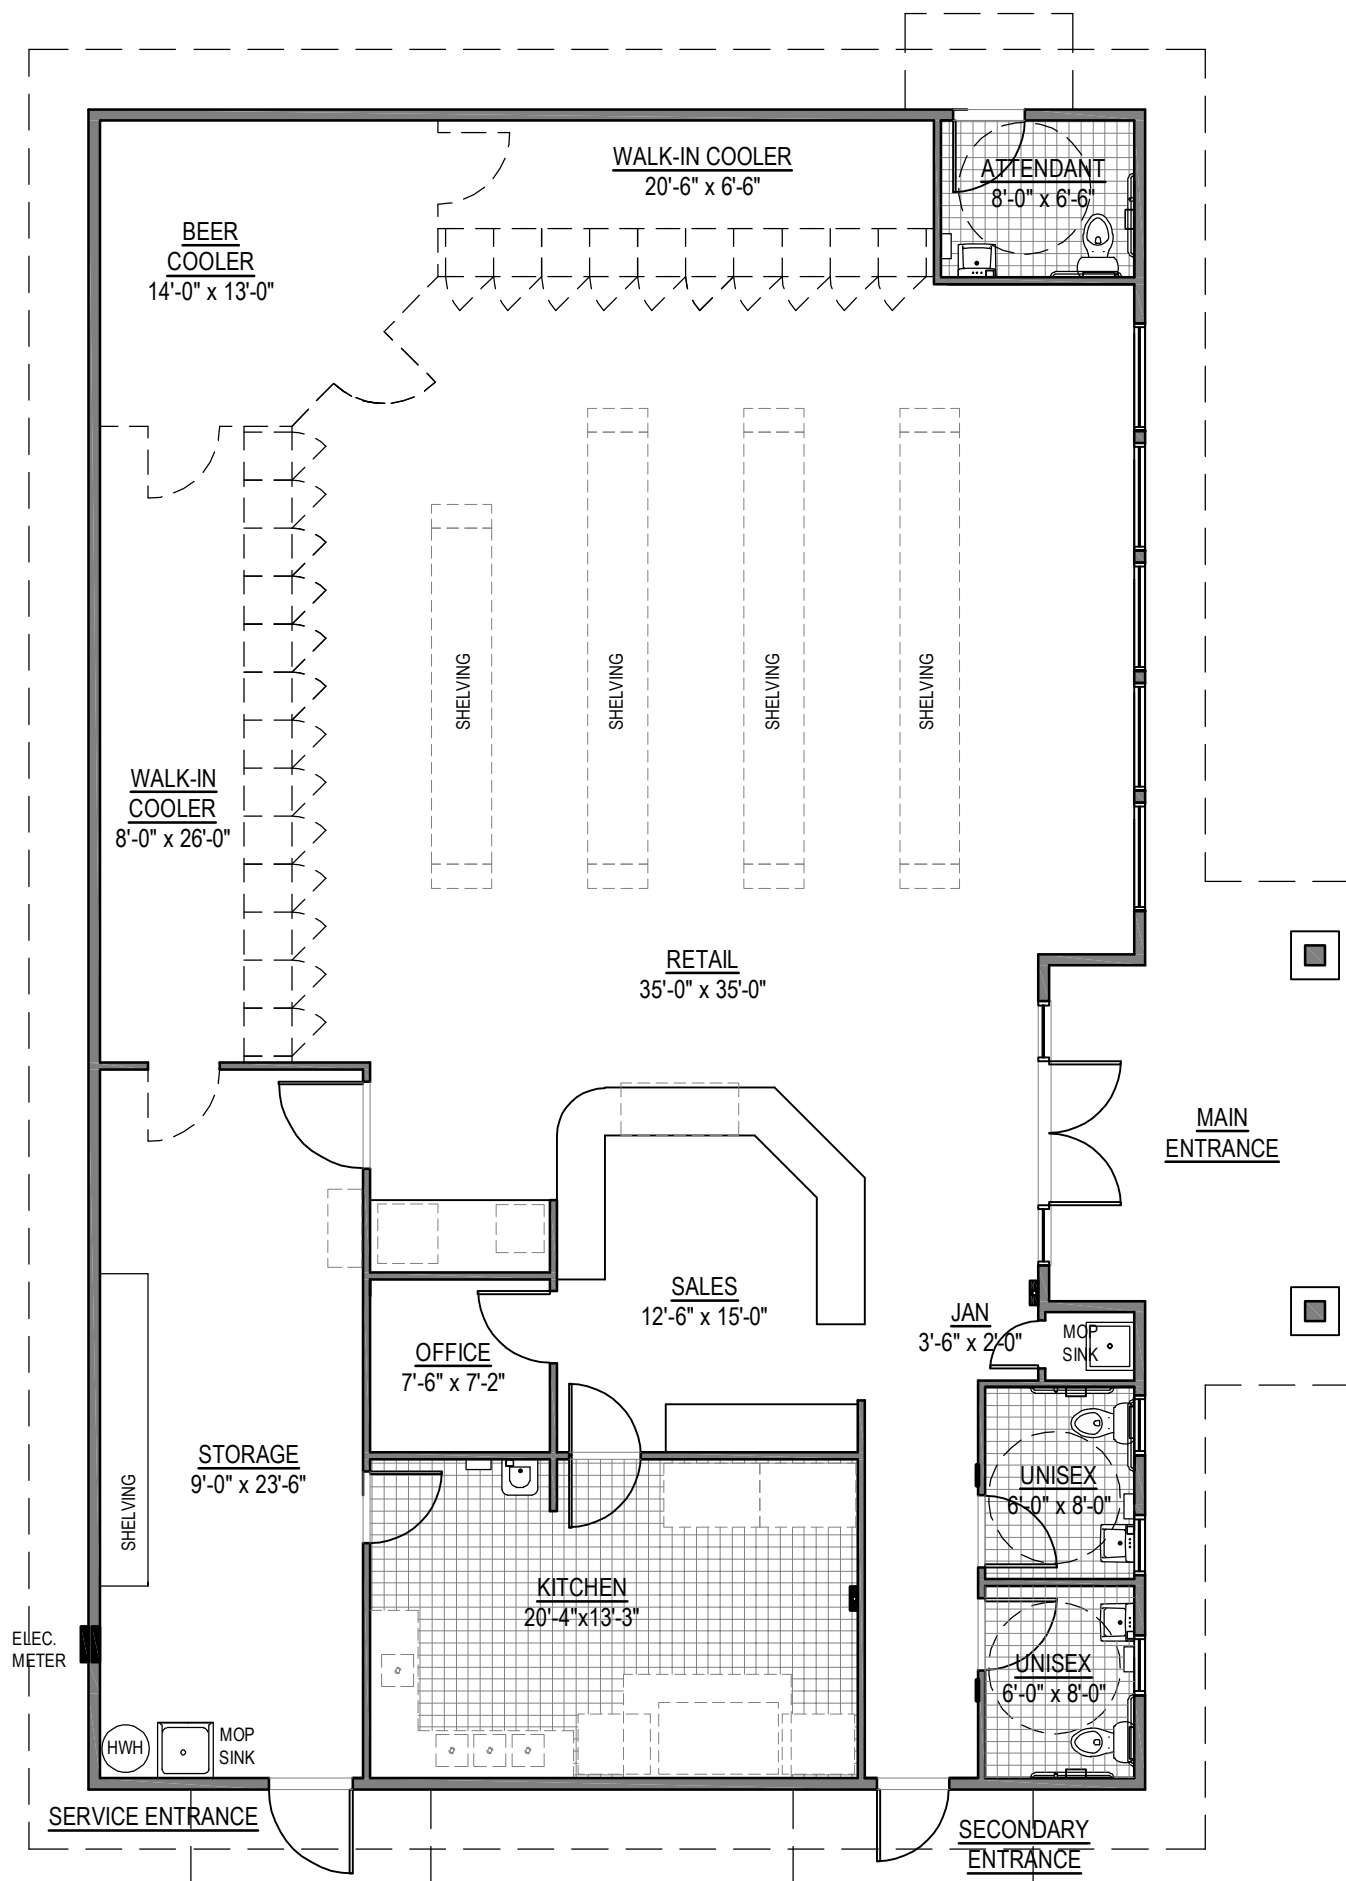 WALK-IN COOLER
20'-6" x 6'-6"
ATTENDANT
8'-0" x 6'-6"
BEER
COOLER
14'-0" x 13'-0"
SHELVING
SHELVING
SHELVING
SHELVING
WALK-IN
COOLER
8'-0" x 26'-0"
RETAIL
35'-0" x 35'-0"
MAIN
ENTRANCE
SALES
12'-6" x 15'-0"
JAN
3'-6" x 2'-0"
MOP
SINK
OFFICE
7'-6" x 7'-2"
STORAGE
9'-0" x 23'-6"
SHELVING
UNISEX
6'-0" x 8'-0"
KITCHEN
20'-4"x13'-3"
ELEC.
METER
UNISEX
6'-0" x 8'-0"
HWH
MOP
SINK
SERVICE ENTRANCE
SECONDARY
ENTRANCE